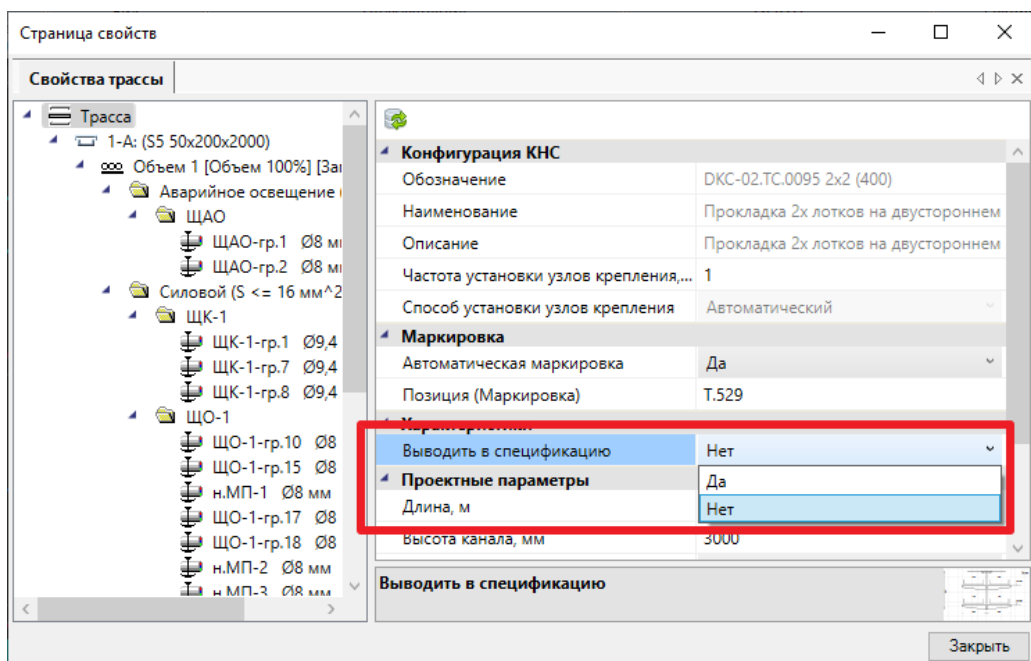 Страница свойств
Свойства трассы
Трасса
1-А: (S5 50x200x2000)
Объем 1 [Объем 100%] [За
Аварийное освещение
ЩАО
ЩАО-гр.1 Ø8 м
ЩАО-гр.2 Ø8 м
Силовой (S <= 16 мм^2
ЩК-1
ЩК-1-гр.1 Ø9,4
ЩК-1-гр.7 Ø9,4
ЩК-1-гр.8 Ø9,4
ЩО-1
ЩО-1-гр.10 Ø8
ЩО-1-гр.15 Ø8
н.МП-1 Ø8 мм
ЩО-1-гр.17 Ø8
ЩО-1-гр.18 Ø8
н.МП-2 Ø8 мм
н.МП-3 Ø8 мм
Конфигурация КНС
Обозначение DKC-02.TC.0095 2x2 (400)
Наименование Прокладка 2х лотков на двустороннем
Описание Прокладка 2х лотков на двустороннем
Частота установки узлов крепления,... 1
Способ установки узлов крепления Автоматический
Маркировка
Автоматическая маркировка Да
Позиция (Маркировка) Т.529
Характеристики
Выводить в спецификацию Нет
Проектные параметры Да
Длина, м Нет
Высота канала, мм 3000
Выводить в спецификацию
Закрыть